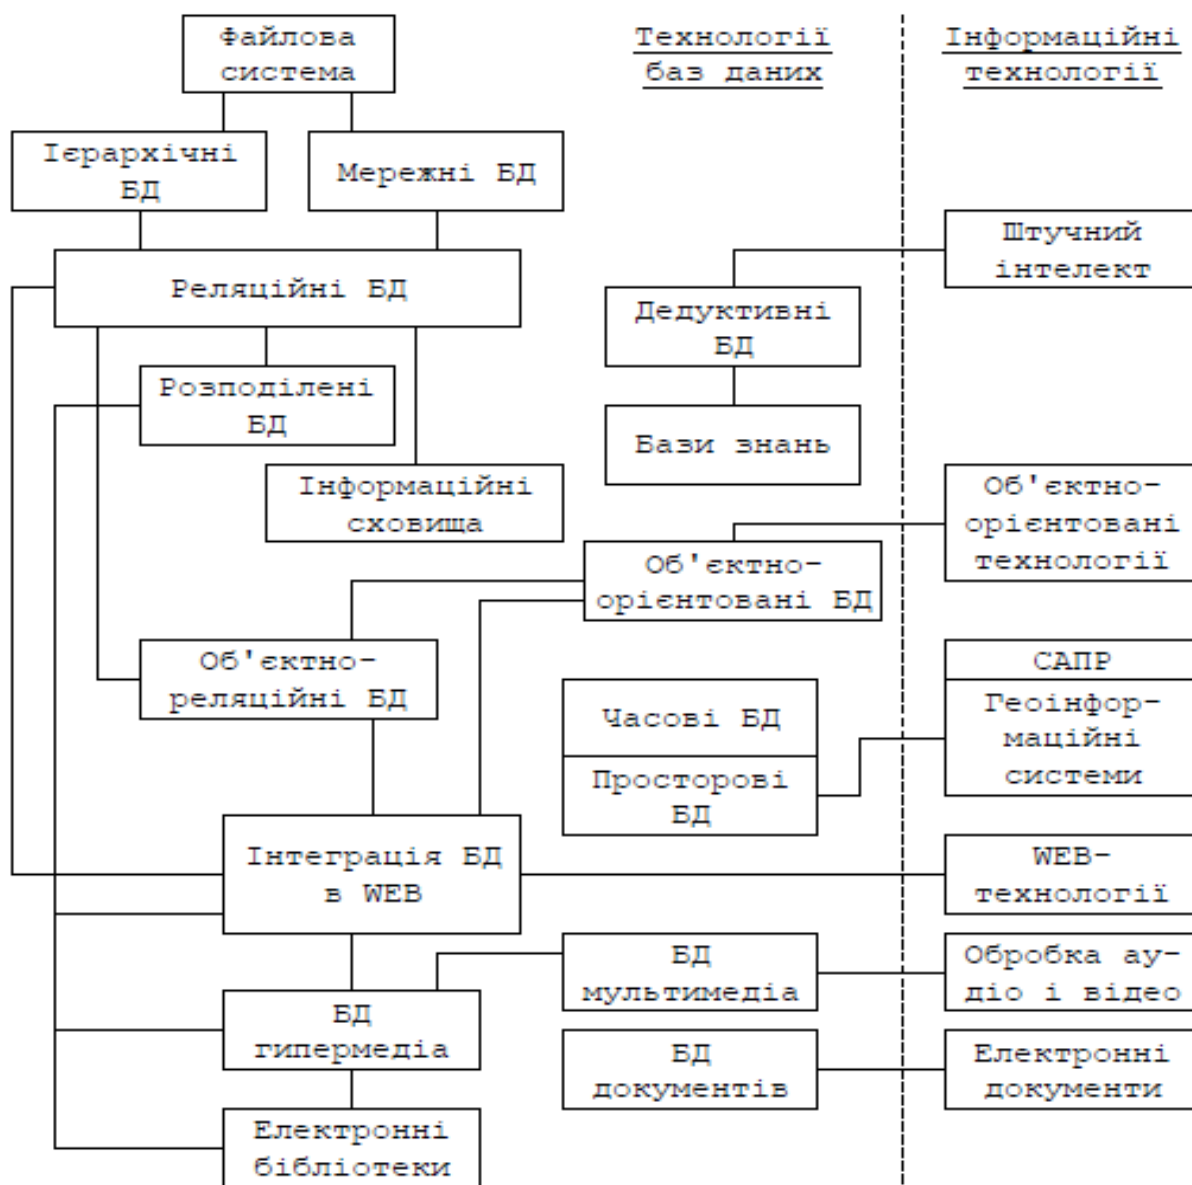 Файлова
система
Технології
баз даних
Інформаційні
технології
Ієрархічні
БД
Мережні БД
Штучний
інтелект
Реляційні БД
Дедуктивні
БД
Розподілені
БД
Бази знань
Інформаційні
сховища
Об'єктно-
орієнтовані
технології
Об'єктно-
орієнтовані БД
Об'єктно-
реляційні БД
САПР
Часові БД
Геоінфор-
маційні
системи
Просторові
БД
Інтеграція БД
в WEB
WEB-
технології
БД
мультимедіа
Обробка ау-
діо і відео
БД
гипермедіа
БД
документів
Електронні
документи
Електронні
бібліотеки